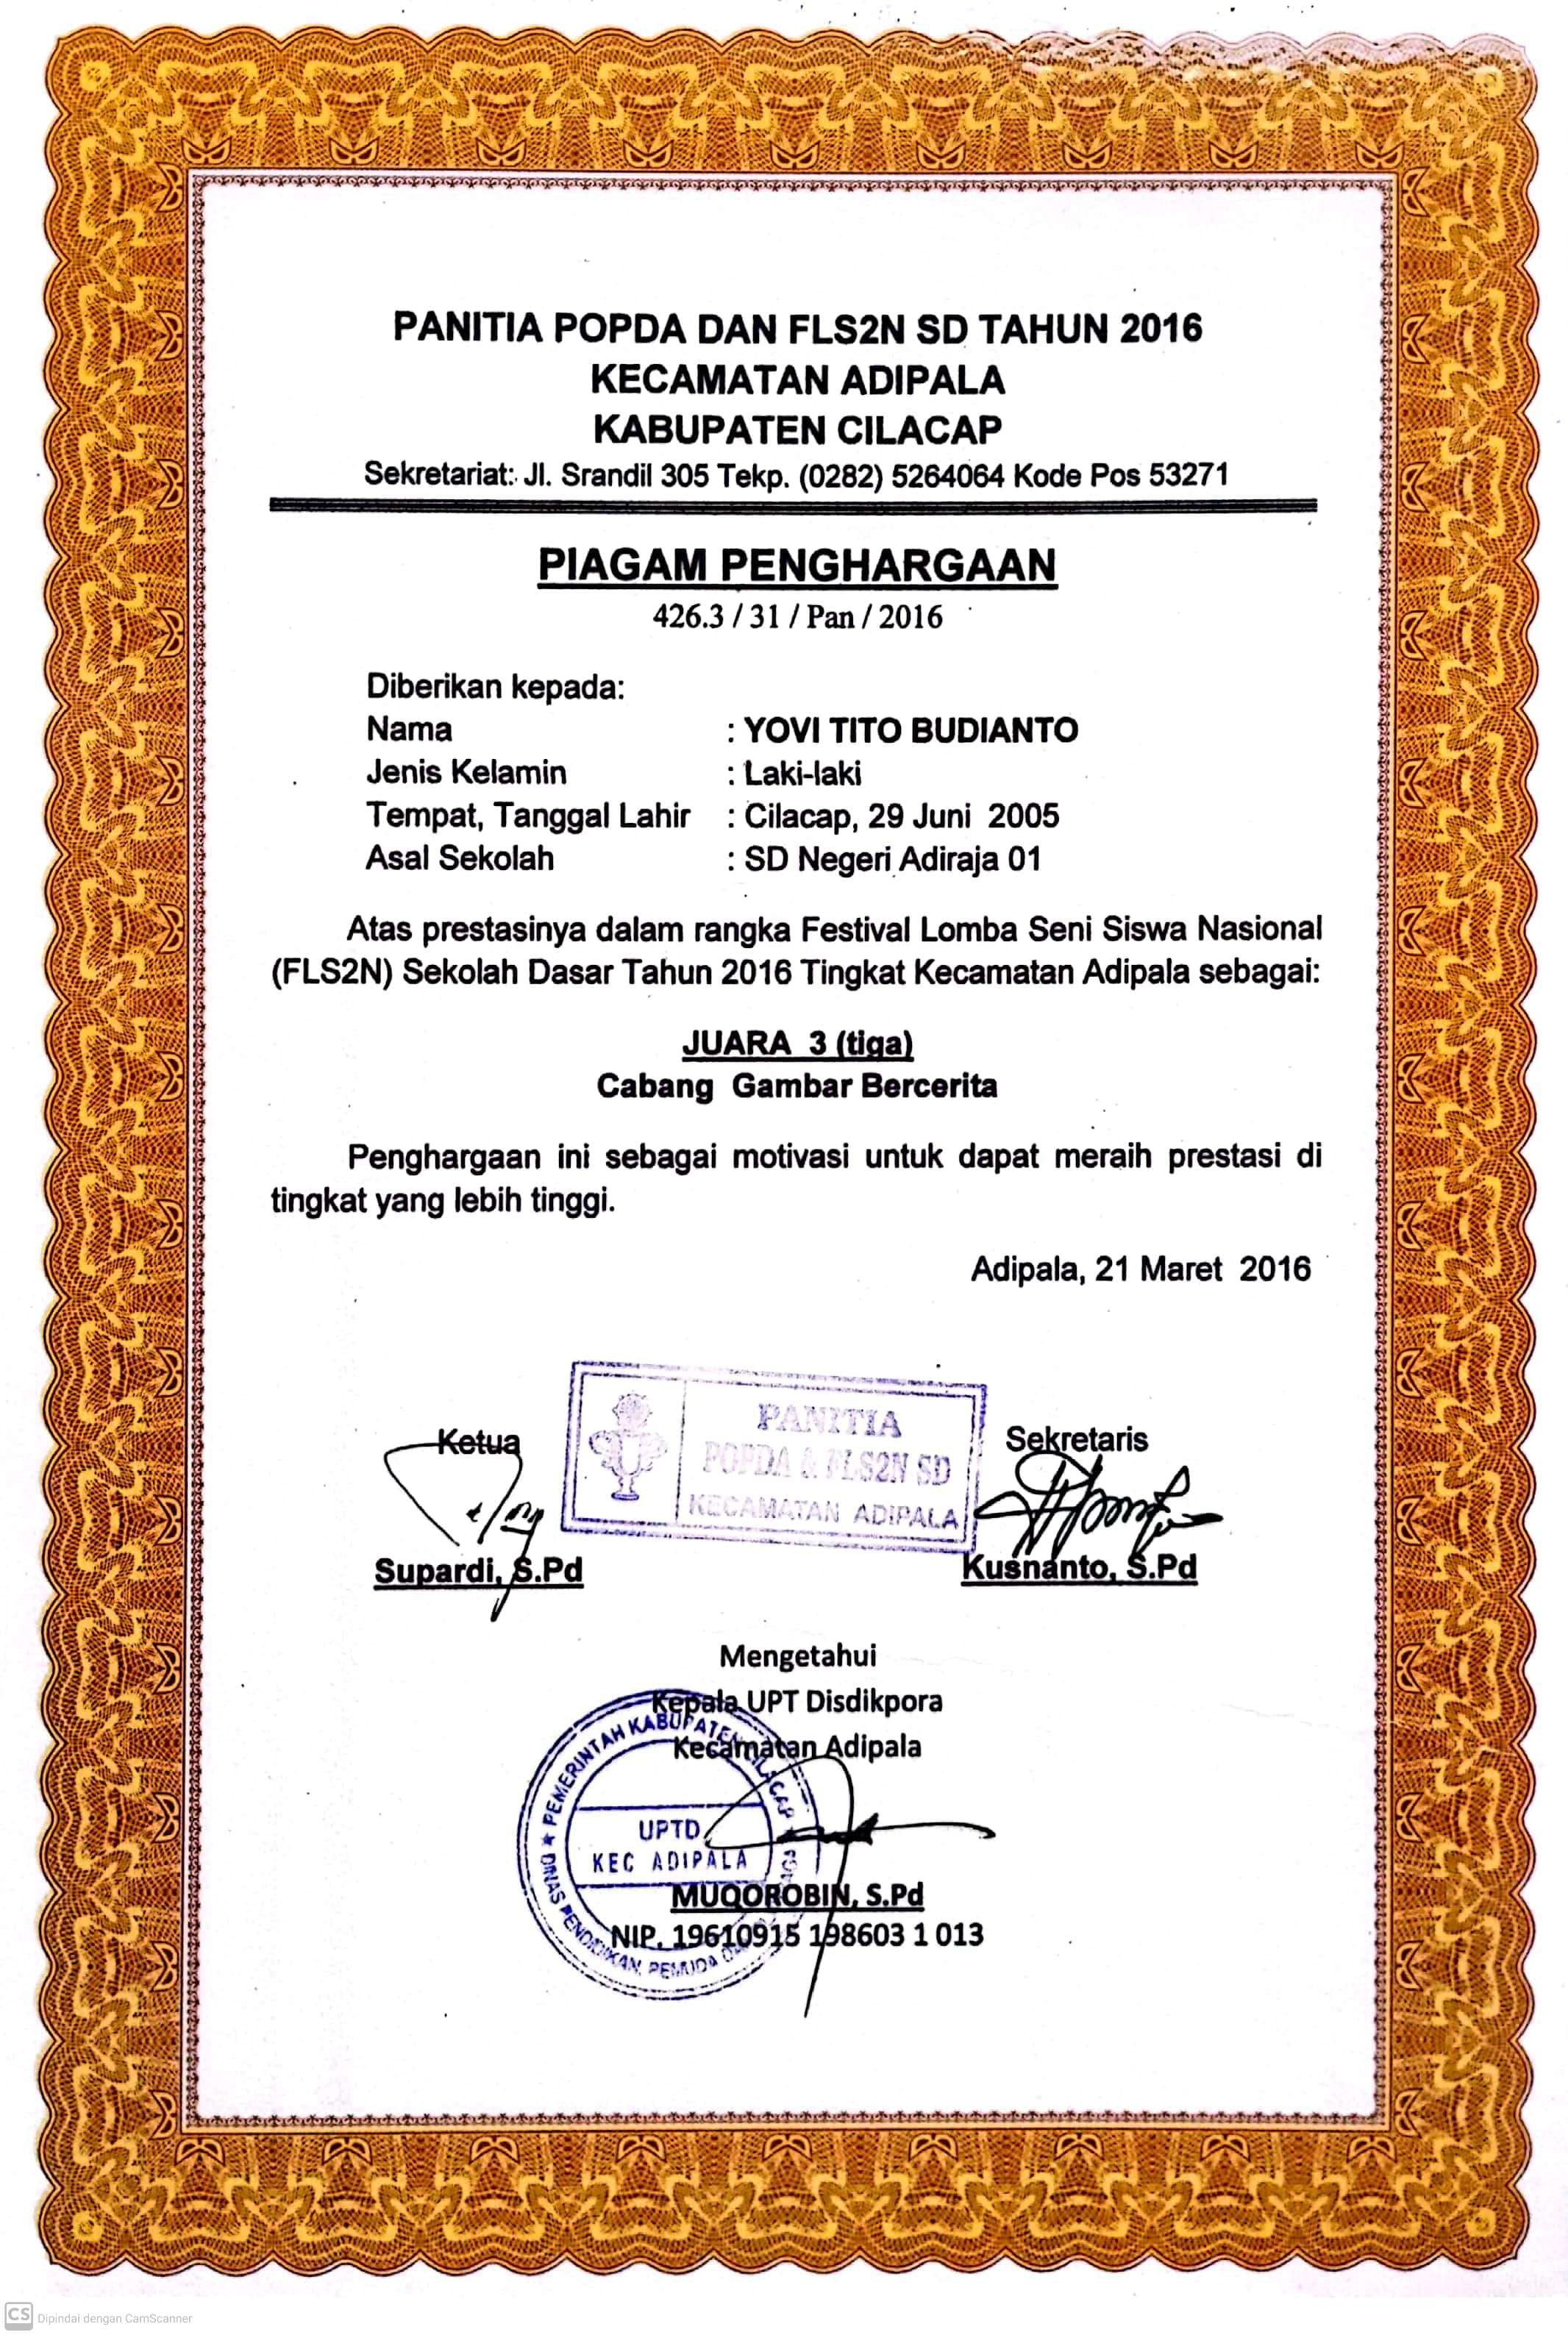 PANITIA POPDA DAN FLS2N SD TAHUN 2016
KECAMATAN ADIPALA
KABUPATEN CILACAP
Sekretariat: Jl. Srandil 305 Tekp. (0282) 5264064 Kode Pos 53271
PIAGAM PENGHARGAAN
426.3 / 31 / Pan / 2016
Diberikan kepada:
Nama : YOVI TITO BUDIANTO
Jenis Kelamin : Laki-laki
Tempat, Tanggal Lahir : Cilacap, 29 Juni 2005
Asal Sekolah : SD Negeri Adiraja 01
Atas prestasinya dalam rangka Festival Lomba Seni Siswa Nasional
(FLS2N) Sekolah Dasar Tahun 2016 Tingkat Kecamatan Adipala sebagai:
JUARA 3 (tiga)
Cabang Gambar Bercerita
Penghargaan ini sebagai motivasi untuk dapat meraih prestasi di
tingkat yang lebih tinggi.
Adipala, 21 Maret 2016
PANITIA
POPDA & FLS2N SD
KECAMATAN ADIPALA
Ketua
Supardi, S.Pd
Sekretaris
Kusnanto, S.Pd
Mengetahui
Kepala UPT Disdikpora
Kecamatan Adipala
PEMERINTAH KABUPATEN CILACAP
UPTD
KEC ADIPALA
DINAS PENDIDIKAN, PEMUDA
MUQOROBIN, S.Pd
NIP. 19610915 198603 1 013
CS Dipindai dengan CamScanner